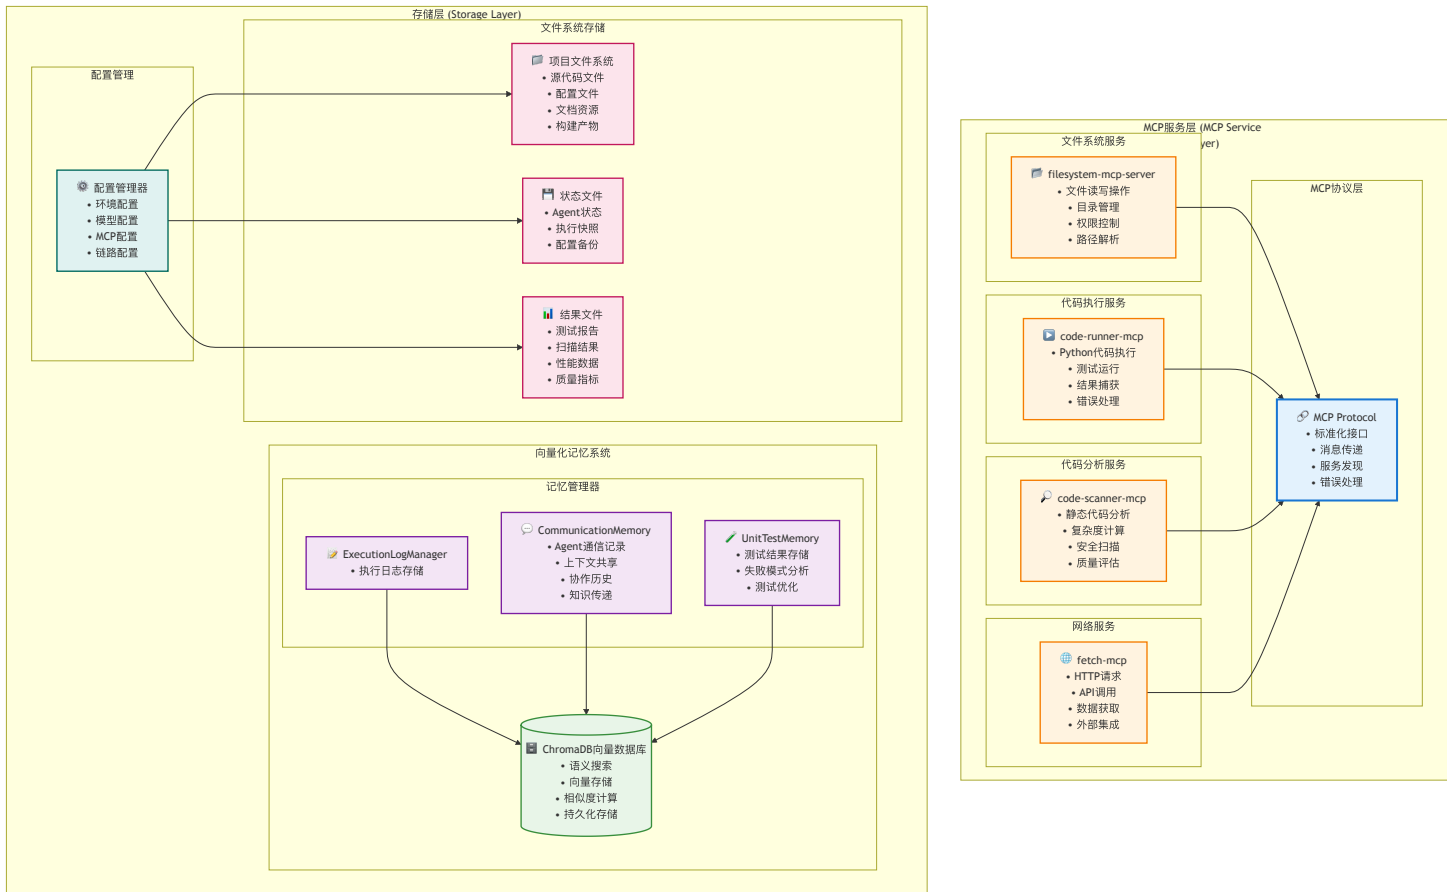 存储层 (Storage Layer)
文件系统存储
📁 项目文件系统
• 源代码文件
• 配置文件
• 文档资源
• 构建产物
配置管理
⚙️ 配置管理器
• 环境配置
• 模型配置
• MCP配置
• 链路配置
💾 状态文件
• Agent状态
• 执行快照
• 配置备份
📊 结果文件
• 测试报告
• 扫描结果
• 性能数据
• 质量指标
向量化记忆系统
记忆管理器
📝 ExecutionLogManager
• 执行日志存储
💬 CommunicationMemory
• Agent通信记录
• 上下文共享
• 协作历史
• 知识传递
🧪 UnitTestMemory
• 测试结果存储
• 失败模式分析
• 测试优化
🗄️ ChromaDB向量数据库
• 语义搜索
• 向量存储
• 相似度计算
• 持久化存储
MCP服务层 (MCP Service
yer)
文件系统服务
📁 filesystem-mcp-server
• 文件读写操作
• 目录管理
• 权限控制
• 路径解析
代码执行服务
▶️ code-runner-mcp
• Python代码执行
• 测试运行
• 结果捕获
• 错误处理
代码分析服务
🔎 code-scanner-mcp
• 静态代码分析
• 复杂度计算
• 安全扫描
• 质量评估
网络服务
🌐 fetch-mcp
• HTTP请求
• API调用
• 数据获取
• 外部集成
MCP协议层
🔗 MCP Protocol
• 标准化接口
• 消息传递
• 服务发现
• 错误处理